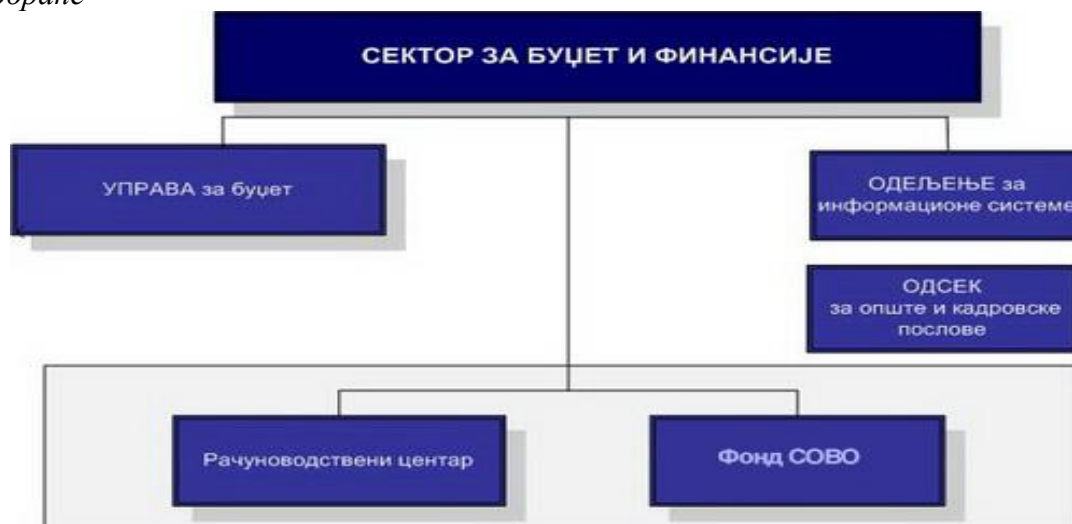 СЕКТОР ЗА БУЏЕТ И ФИНАНСИЈЕ
УПРАВА за буџет
ОДЕЉЕЊЕ за
информационе системе
ОДСЕК
за опште и кадровске
послове
Рачуноводствени центар
Фонд СОВО